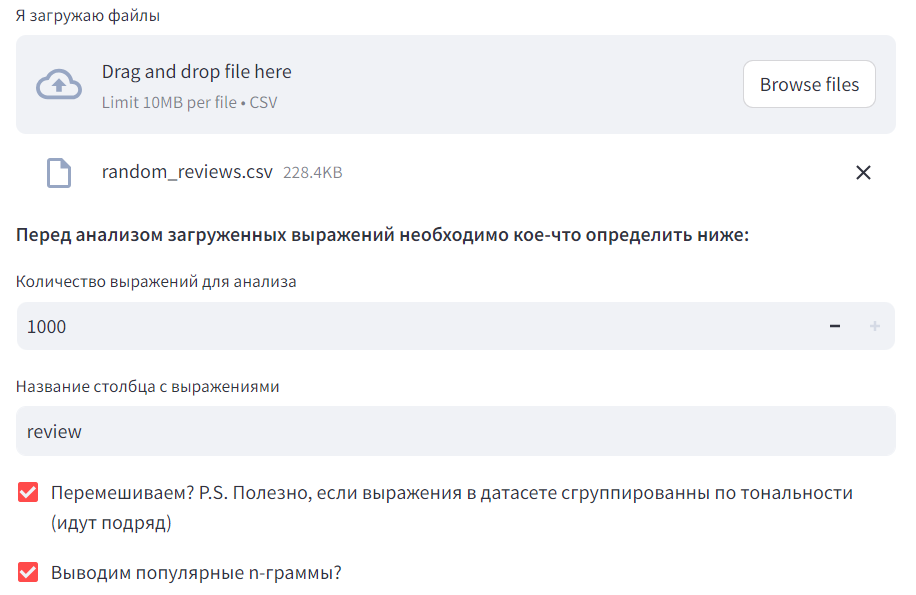 Я загружаю файлы
Drag and drop file here
Limit 10MB per file • CSV
Browse files
random_reviews.csv 228.4KB
Перед анализом загруженных выражений необходимо кое-что определить ниже:
Количество выражений для анализа
1000
Название столбца с выражениями
review
Перемешиваем? P.S. Полезно, если выражения в датасете сгруппированны по тональности
(идут подряд)
Выводим популярные n-граммы?